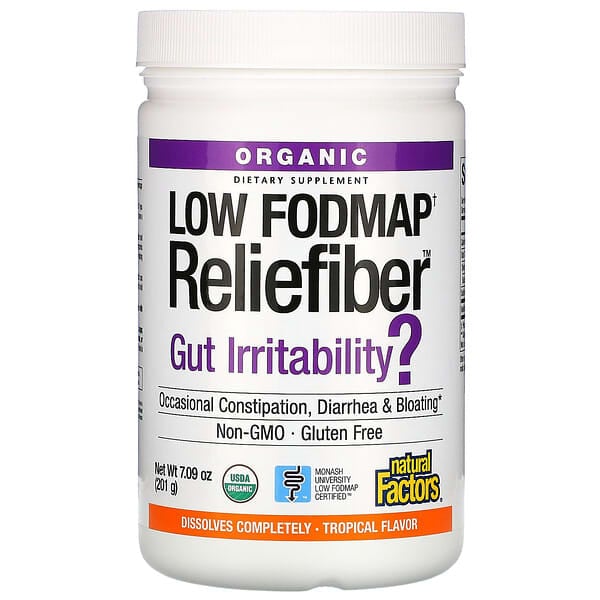 ORGANIC
DIETARY SUPPLEMENT
LOW FODMAP†
Reliefiber™
Gut Irritability?
Occasional Constipation, Diarrhea & Bloating*
Non-GMO · Gluten Free
Net Wt 7.09 oz
(201 g)
USDA
ORGANIC
MONASH
UNIVERSITY
LOW FODMAP
CERTIFIED™
natural
Factors®
DISSOLVES COMPLETELY · TROPICAL FLAVOR